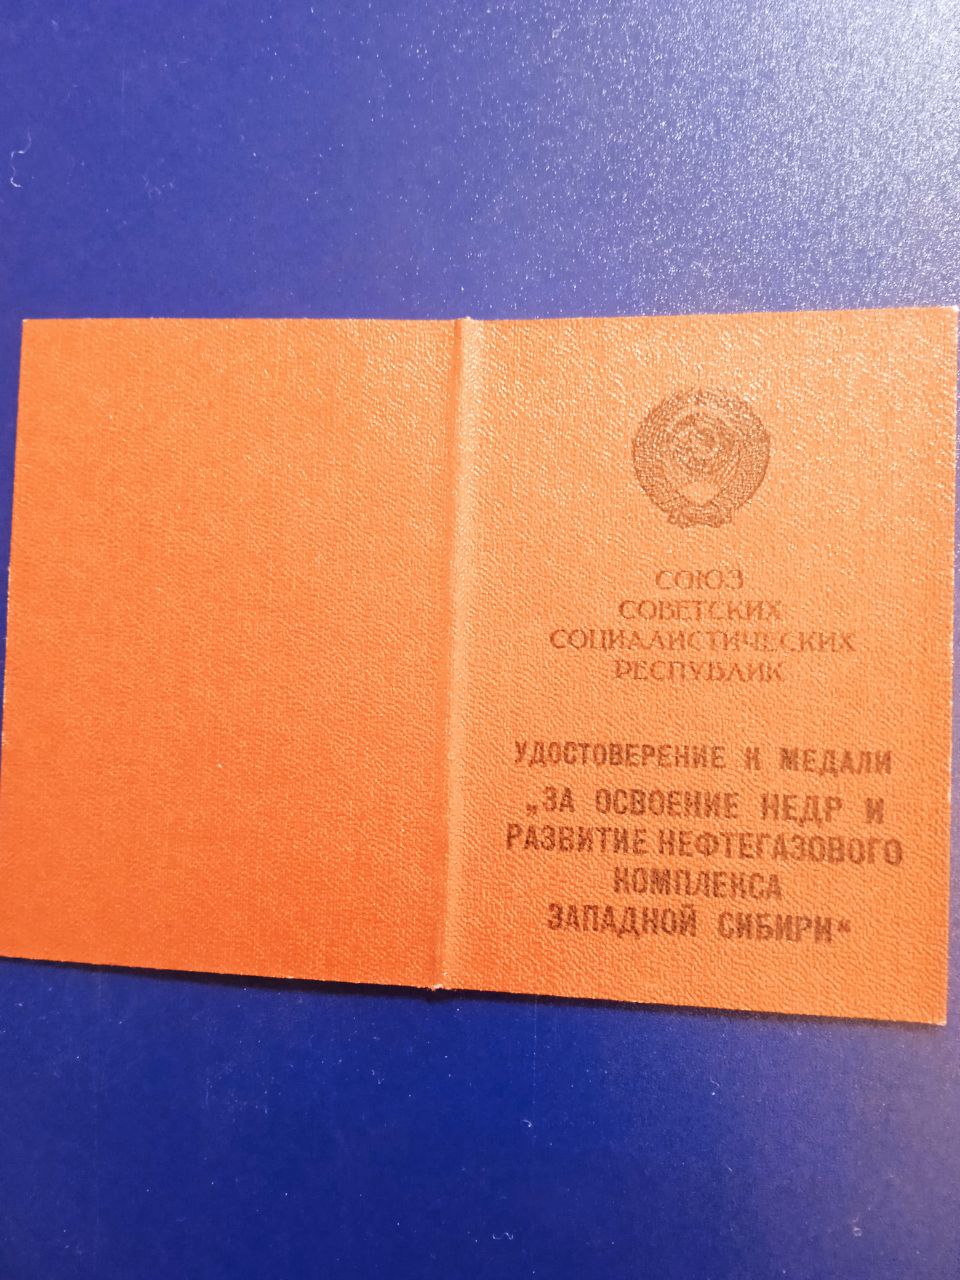 СОЮЗ
СОВЕТСКИХ
СОЦИАЛИСТИЧЕСКИХ
РЕСПУБЛИК
УДОСТОВЕРЕНИЕ К МЕДАЛИ
„ЗА ОСВОЕНИЕ НЕДР И
РАЗВИТИЕ НЕФТЕГАЗОВОГО
КОМПЛЕКСА
ЗАПАДНОЙ СИБИРИ“